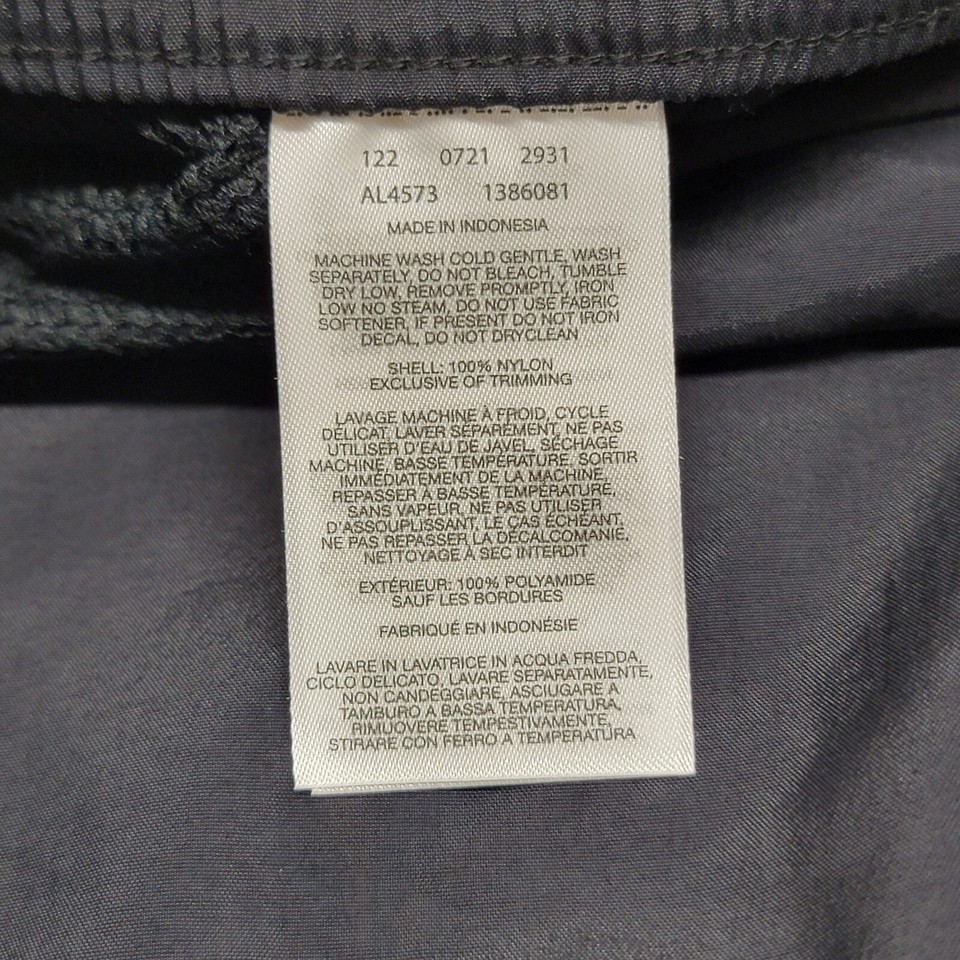 122 0721 2931
AL4573 1386081
MADE IN INDONESIA
MACHINE WASH COLD GENTLE, WASH
SEPARATELY, DO NOT BLEACH, TUMBLE
DRY LOW, REMOVE PROMPTLY, IRON
LOW NO STEAM, DO NOT USE FABRIC
SOFTENER, IF PRESENT DO NOT IRON
DECAL, DO NOT DRYCLEAN
SHELL: 100% NYLON
EXCLUSIVE OF TRIMMING
LAVAGE MACHINE À FROID, CYCLE
DÉLICAT, LAVER SÉPARÉMENT, NE PAS
UTILISER D'EAU DE JAVEL, SÉCHAGE
MACHINE, BASSE TEMPÉRATURE, SORTIR
IMMÉDIATEMENT DE LA MACHINE,
REPASSER À BASSE TEMPÉRATURE,
SANS VAPEUR, NE PAS UTILISER
D'ASSOUPLISSANT, LE CAS ÉCHÉANT,
NE PAS REPASSER LA DÉCALCOMANIE,
NETTOYAGE À SEC INTERDIT
EXTÉRIEUR: 100% POLYAMIDE
SAUF LES BORDURES
FABRIQUÉ EN INDONÉSIE
LAVARE IN LAVATRICE IN ACQUA FREDDA,
CICLO DELICATO, LAVARE SEPARATAMENTE,
NON CANDEGGIARE, ASCIUGARE A
TAMBURO A BASSA TEMPERATURA,
RIMUOVERE TEMPESTIVAMENTE,
STIRARE CON FERRO A TEMPERATURA